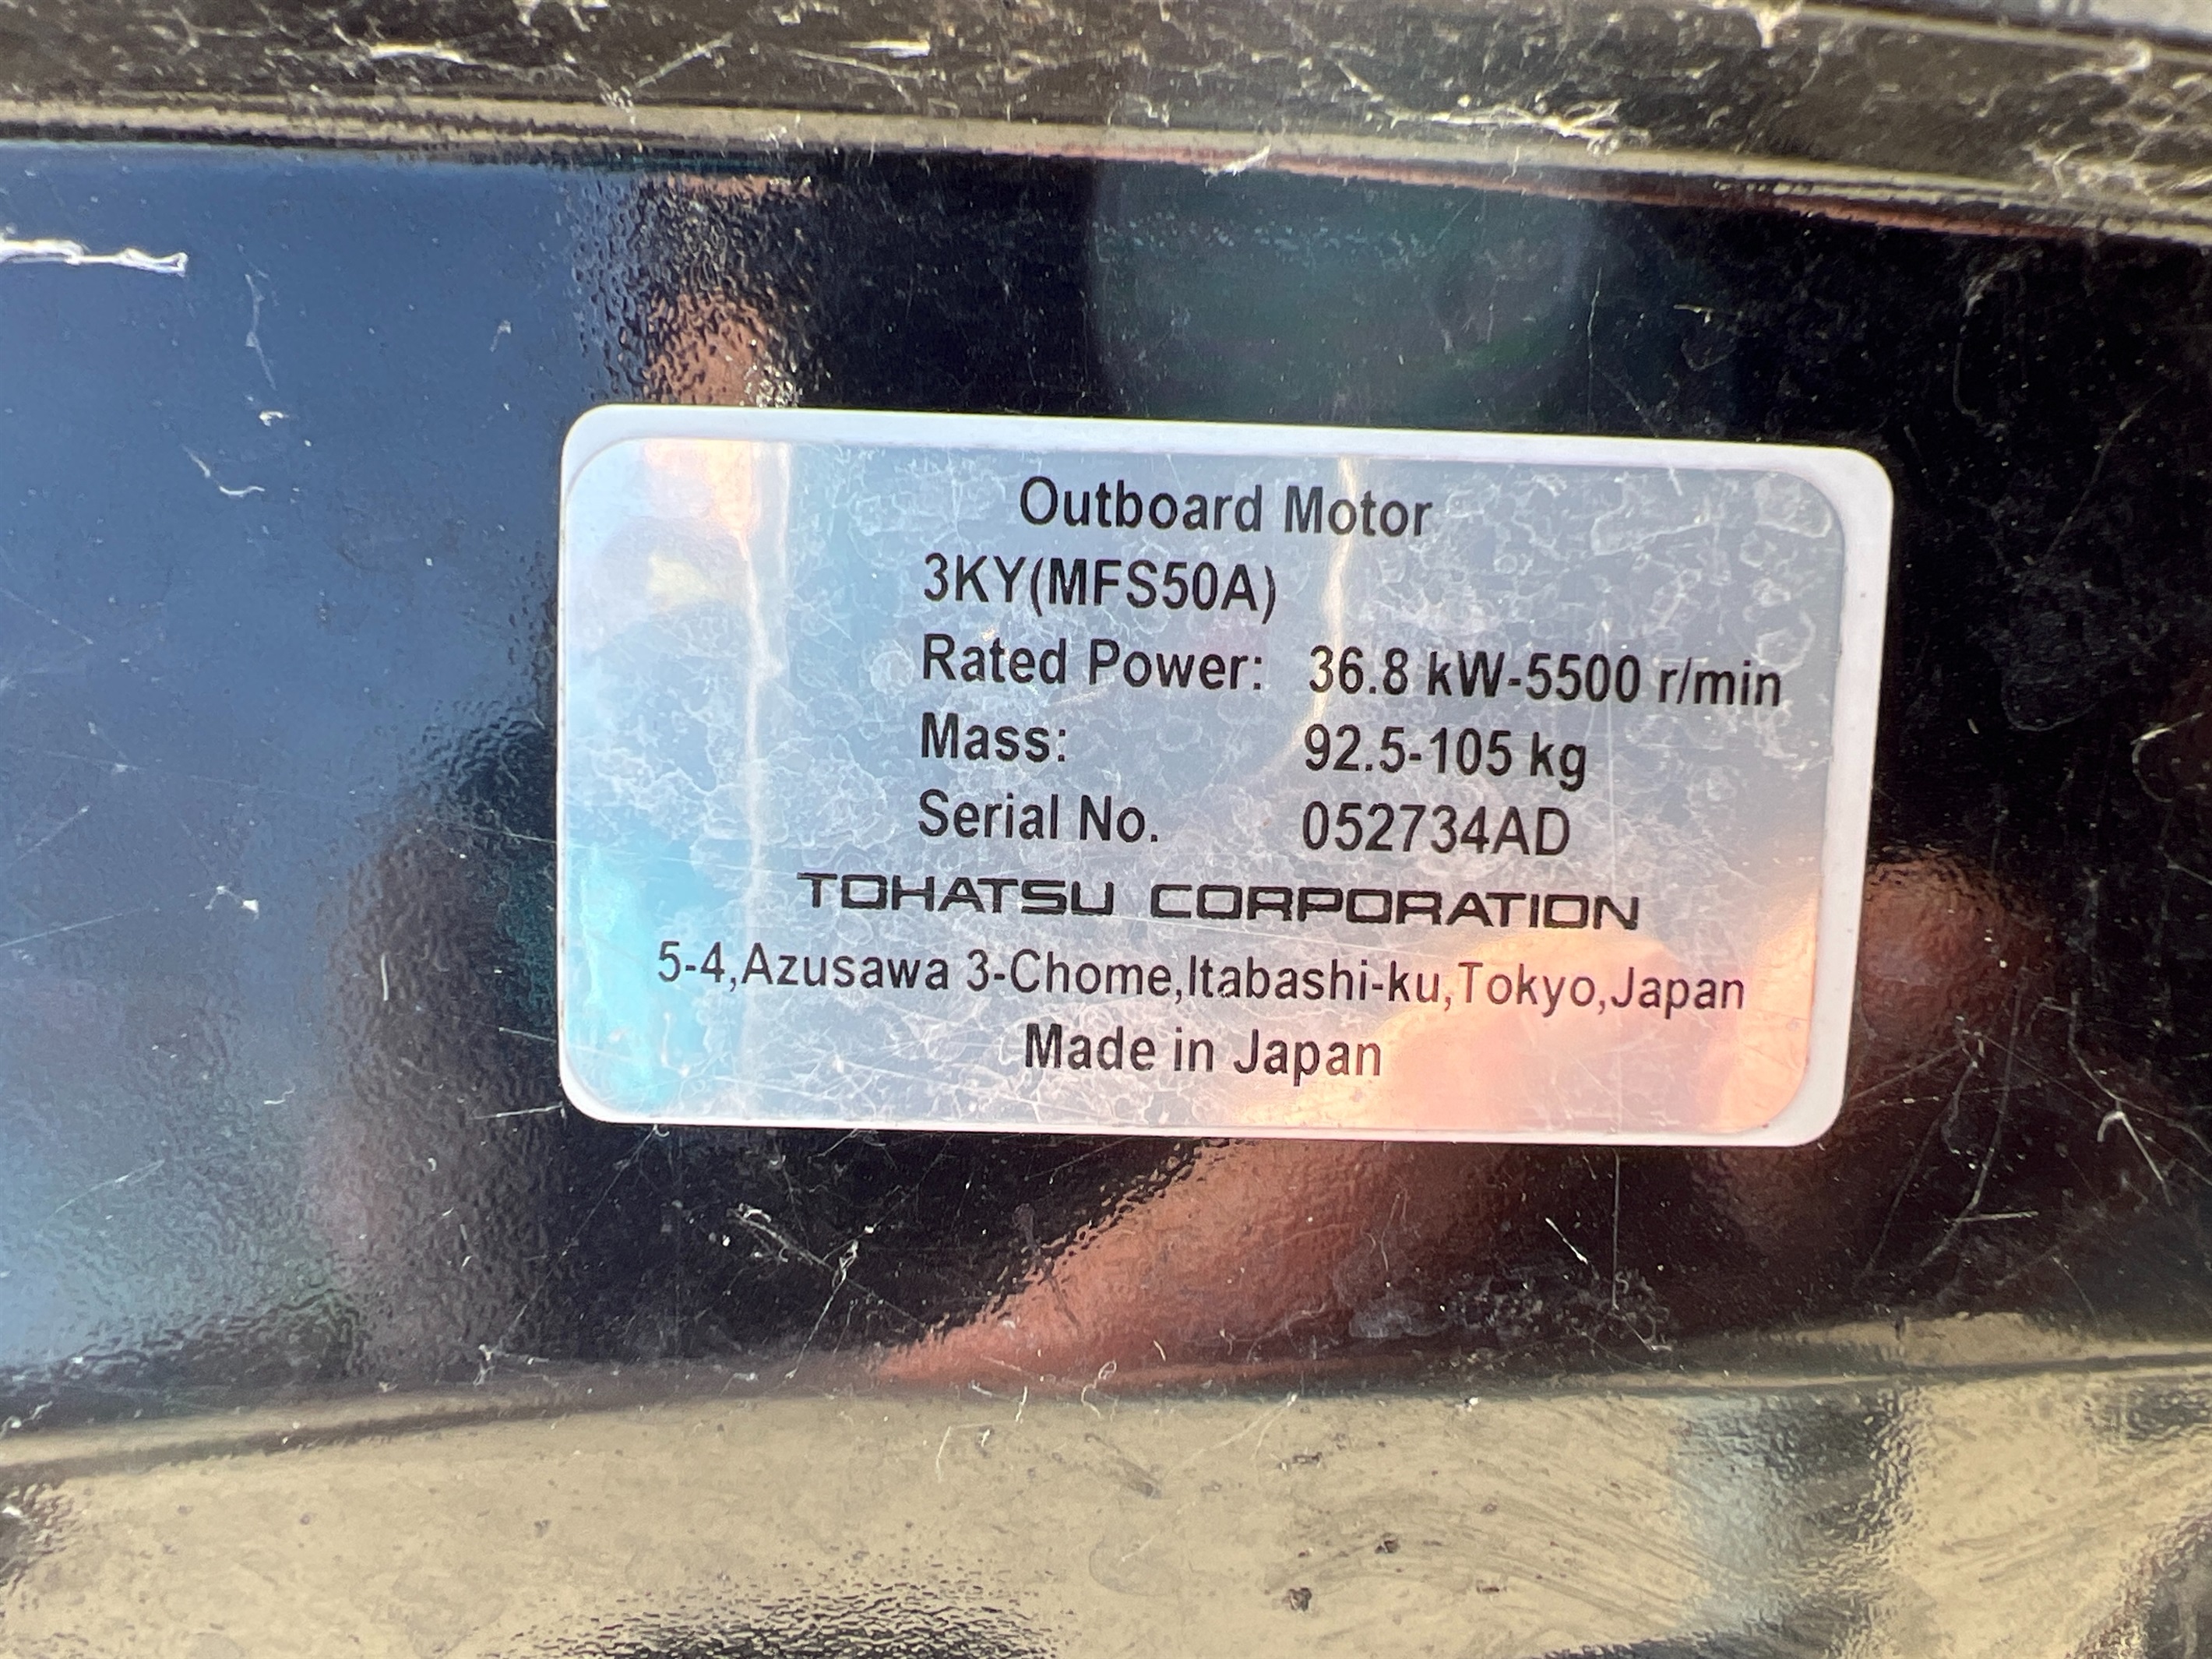 Outboard Motor
3KY(MFS50A)
Rated Power: 36.8 kW-5500 r/min
Mass: 92.5-105 kg
Serial No. 052734AD
TOHATSU CORPORATION
5-4,Azusawa 3-Chome,Itabashi-ku,Tokyo,Japan
Made in Japan